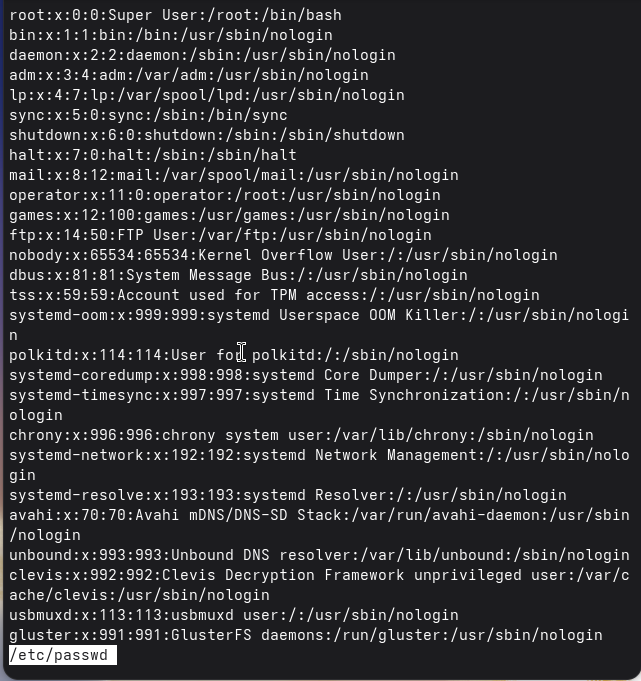 root:x:0:0:Super User:/root:/bin/bash
bin:x:1:1:bin:/bin:/usr/sbin/nologin
daemon:x:2:2:daemon:/sbin:/usr/sbin/nologin
adm:x:3:4:adm:/var/adm:/usr/sbin/nologin
lp:x:4:7:lp:/var/spool/lpd:/usr/sbin/nologin
sync:x:5:0:sync:/sbin:/bin/sync
shutdown:x:6:0:shutdown:/sbin:/sbin/shutdown
halt:x:7:0:halt:/sbin:/sbin/halt
mail:x:8:12:mail:/var/spool/mail:/usr/sbin/nologin
operator:x:11:0:operator:/root:/usr/sbin/nologin
games:x:12:100:games:/usr/games:/usr/sbin/nologin
ftp:x:14:50:FTP User:/var/ftp:/usr/sbin/nologin
nobody:x:65534:65534:Kernel Overflow User:/:/usr/sbin/nologin
dbus:x:81:81:System Message Bus:/:/usr/sbin/nologin
tss:x:59:59:Account used for TPM access:/:/usr/sbin/nologin
systemd-oom:x:999:999:systemd Userspace OOM Killer:/:/usr/sbin/nologi
n
polkitd:x:114:114:User for polkitd:/:/sbin/nologin
systemd-coredump:x:998:998:systemd Core Dumper:/:/usr/sbin/nologin
systemd-timesync:x:997:997:systemd Time Synchronization:/:/usr/sbin/n
ologin
chrony:x:996:996:chrony system user:/var/lib/chrony:/sbin/nologin
systemd-network:x:192:192:systemd Network Management:/:/usr/sbin/nolo
gin
systemd-resolve:x:193:193:systemd Resolver:/:/usr/sbin/nologin
avahi:x:70:70:Avahi mDNS/DNS-SD Stack:/var/run/avahi-daemon:/usr/sbin
/nologin
unbound:x:993:993:Unbound DNS resolver:/var/lib/unbound:/sbin/nologin
clevis:x:992:992:Clevis Decryption Framework unprivileged user:/var/c
ache/clevis:/usr/sbin/nologin
usbmuxd:x:113:113:usbmuxd user:/:/usr/sbin/nologin
gluster:x:991:991:GlusterFS daemons:/run/gluster:/usr/sbin/nologin
/etc/passwd